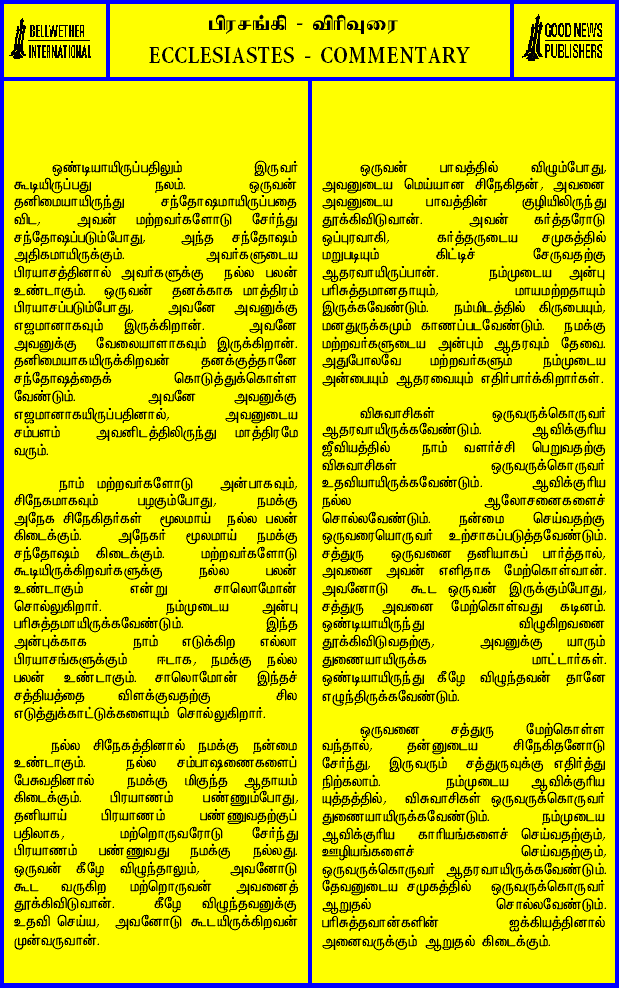 BELLWETHER
INTERNATIONAL
பிரசங்கி - விரிவுரை
ECCLESIASTES - COMMENTARY
GOOD NEWS
PUBLISHERS
ஒண்டியாயிருப்பதிலும் இருவர்
கூடியிருப்பது நலம். ஒருவன்
தனிமையாயிருந்து சந்தோஷமாயிருப்பதை
விட, அவன் மற்றவர்களோடு சேர்ந்து
சந்தோஷப்படும்போது, அந்த சந்தோஷம்
அதிகமாயிருக்கும். அவர்களுடைய
பிரயாசத்தினால் அவர்களுக்கு நல்ல பலன்
உண்டாகும். ஒருவன் தனக்காக மாத்திரம்
பிரயாசப்படும்போது, அவனே அவனுக்கு
எஜமானாகவும் இருக்கிறான். அவனே
அவனுக்கு வேலையாளாகவும் இருக்கிறான்.
தனிமையாகயிருக்கிறவன் தனக்குத்தானே
சந்தோஷத்தைக் கொடுத்துக்கொள்ள
வேண்டும். அவனே அவனுக்கு
எஜமானாகயிருப்பதினால், அவனுடைய
சம்பளம் அவனிடத்திலிருந்து மாத்திரமே
வரும்.
நாம் மற்றவர்களோடு அன்பாகவும்,
சிநேகமாகவும் பழகும்போது, நமக்கு
அநேக சிநேகிதர்கள் மூலமாய் நல்ல பலன்
கிடைக்கும். அநேகர் மூலமாய் நமக்கு
சந்தோஷம் கிடைக்கும். மற்றவர்களோடு
கூடியிருக்கிறவர்களுக்கு நல்ல பலன்
உண்டாகும் என்று சாலொமோன்
சொல்லுகிறார். நம்முடைய அன்பு
பரிசுத்தமாயிருக்கவேண்டும். இந்த
அன்புக்காக நாம் எடுக்கிற எல்லா
பிரயாசங்களுக்கும் ஈடாக, நமக்கு நல்ல
பலன் உண்டாகும். சாலொமோன் இந்தச்
சத்தியத்தை விளக்குவதற்கு சில
எடுத்துக்காட்டுக்களையும் சொல்லுகிறார்.
நல்ல சிநேகத்தினால் நமக்கு நன்மை
உண்டாகும். நல்ல சம்பாஷணைகளைப்
பேசுவதினால் நமக்கு மிகுந்த ஆதாயம்
கிடைக்கும். பிரயாணம் பண்ணும்போது,
தனியாய் பிரயாணம் பண்ணுவதற்குப்
பதிலாக, மற்றொருவரோடு சேர்ந்து
பிரயாணம் பண்ணுவது நமக்கு நல்லது.
ஒருவன் கீழே விழுந்தாலும், அவனோடு
கூட வருகிற மற்றொருவன் அவனைத்
தூக்கிவிடுவான். கீழே விழுந்தவனுக்கு
உதவி செய்ய, அவனோடு கூடயிருக்கிறவன்
முன்வருவான்.
ஒருவன் பாவத்தில் விழும்போது,
அவனுடைய மெய்யான சிநேகிதன், அவனை
அவனுடைய பாவத்தின் குழியிலிருந்து
தூக்கிவிடுவான். அவன் கர்த்தரோடு
ஒப்புரவாகி, கர்த்தருடைய சமுகத்தில்
மறுபடியும் கிட்டிச் சேருவதற்கு
ஆதரவாயிருப்பான். நம்முடைய அன்பு
பரிசுத்தமானதாயும், மாயமற்றதாயும்
இருக்கவேண்டும். நம்மிடத்தில் கிருபையும்,
மனதுருக்கமும் காணப்படவேண்டும். நமக்கு
மற்றவர்களுடைய அன்பும் ஆதரவும் தேவை.
அதுபோலவே மற்றவர்களும் நம்முடைய
அன்பையும் ஆதரவையும் எதிர்பார்க்கிறார்கள்.
விசுவாசிகள் ஒருவருக்கொருவர்
ஆதரவாயிருக்கவேண்டும். ஆவிக்குரிய
ஜீவியத்தில் நாம் வளர்ச்சி பெறுவதற்கு
விசுவாசிகள் ஒருவருக்கொருவர்
உதவியாயிருக்கவேண்டும். ஆவிக்குரிய
நல்ல ஆலோசனைகளைச்
சொல்லவேண்டும். நன்மை செய்வதற்கு
ஒருவரையொருவர் உற்சாகப்படுத்தவேண்டும்.
சத்துரு ஒருவனை தனியாகப் பார்த்தால்,
அவனை அவன் எளிதாக மேற்கொள்வான்.
அவனோடு கூட ஒருவன் இருக்கும்போது,
சத்துரு அவனை மேற்கொள்வது கடினம்.
ஒண்டியாயிருந்து விழுகிறவனை
தூக்கிவிடுவதற்கு, அவனுக்கு யாரும்
துணையாயிருக்க மாட்டார்கள்.
ஒண்டியாயிருந்து கீழே விழுந்தவன் தானே
எழுந்திருக்கவேண்டும்.
ஒருவனை சத்துரு மேற்கொள்ள
வந்தால், தன்னுடைய சிநேகிதனோடு
சேர்ந்து, இருவரும் சத்துருவுக்கு எதிர்த்து
நிற்கலாம். நம்முடைய ஆவிக்குரிய
யுத்தத்தில், விசுவாசிகள் ஒருவருக்கொருவர்
துணையாயிருக்கவேண்டும். நம்முடைய
ஆவிக்குரிய காரியங்களைச் செய்வதற்கும்,
ஊழியங்களைச் செய்வதற்கும்,
ஒருவருக்கொருவர் ஆதரவாயிருக்கவேண்டும்.
தேவனுடைய சமுகத்தில் ஒருவருக்கொருவர்
ஆறுதல் சொல்லவேண்டும்.
பரிசுத்தவான்களின் ஐக்கியத்தினால்
அனைவருக்கும் ஆறுதல் கிடைக்கும்.